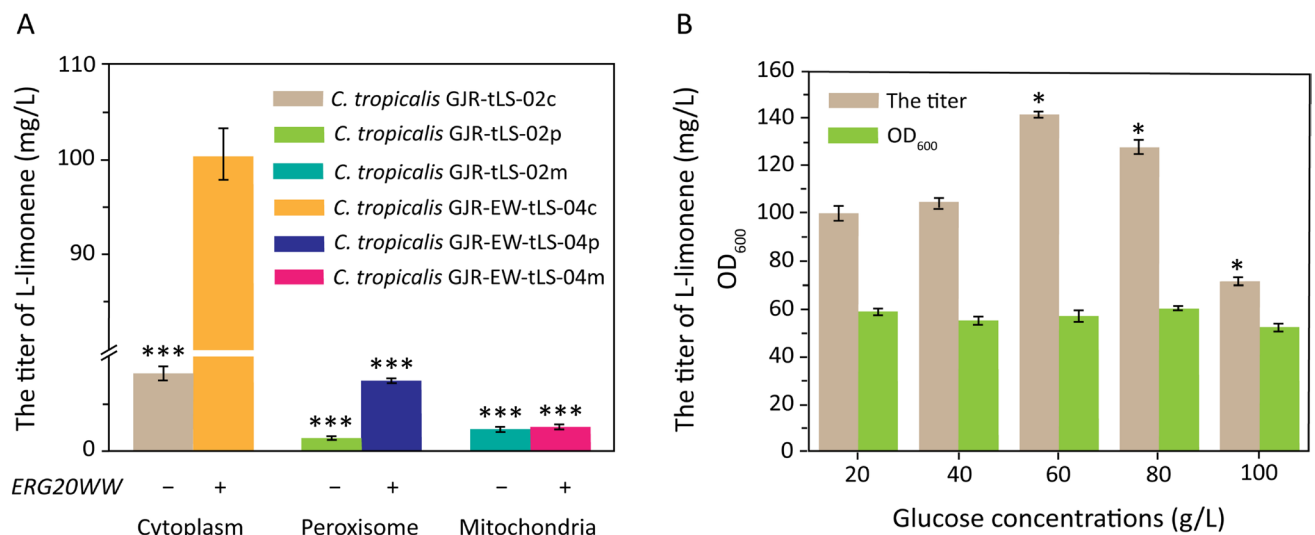 A
The titer of L-limonene (mg/L)
110
100
90
0
C. tropicalis GJR-tLS-02c
C. tropicalis GJR-tLS-02p
C. tropicalis GJR-tLS-02m
C. tropicalis GJR-EW-tLS-04c
C. tropicalis GJR-EW-tLS-04p
C. tropicalis GJR-EW-tLS-04m
***
***
***
***
***
ERG20WW − + − + − +
Cytoplasm Peroxisome Mitochondria
B
The titer of L-limonene (mg/L)
OD600
160
140
120
100
80
60
40
20
0
The titer
OD600
*
*
*
20 40 60 80 100
Glucose concentrations (g/L)